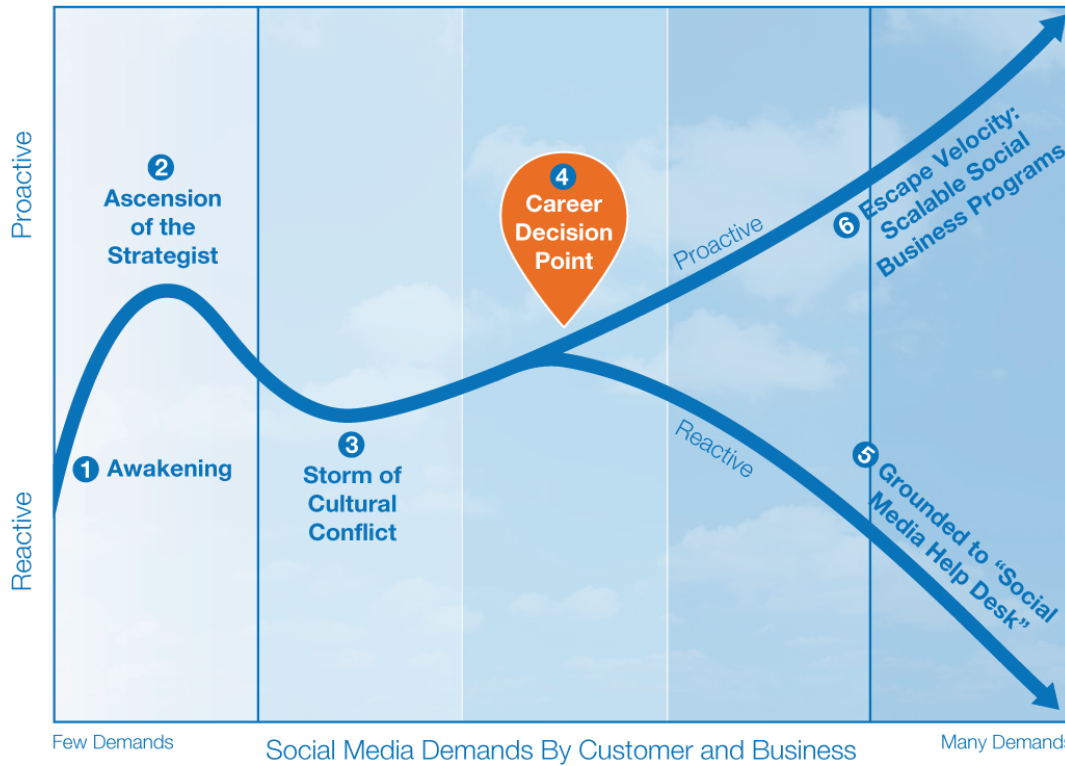 Proactive
Reactive
1 Awakening
2
Ascension
of the
Strategist
3
Storm of
Cultural
Conflict
4
Career
Decision
Point
Proactive
Reactive
5 Grounded to “Social
Media Help Desk”
6 Escape Velocity:
Scalable Social
Business Programs
Few Demands
Social Media Demands By Customer and Business
Many Demands